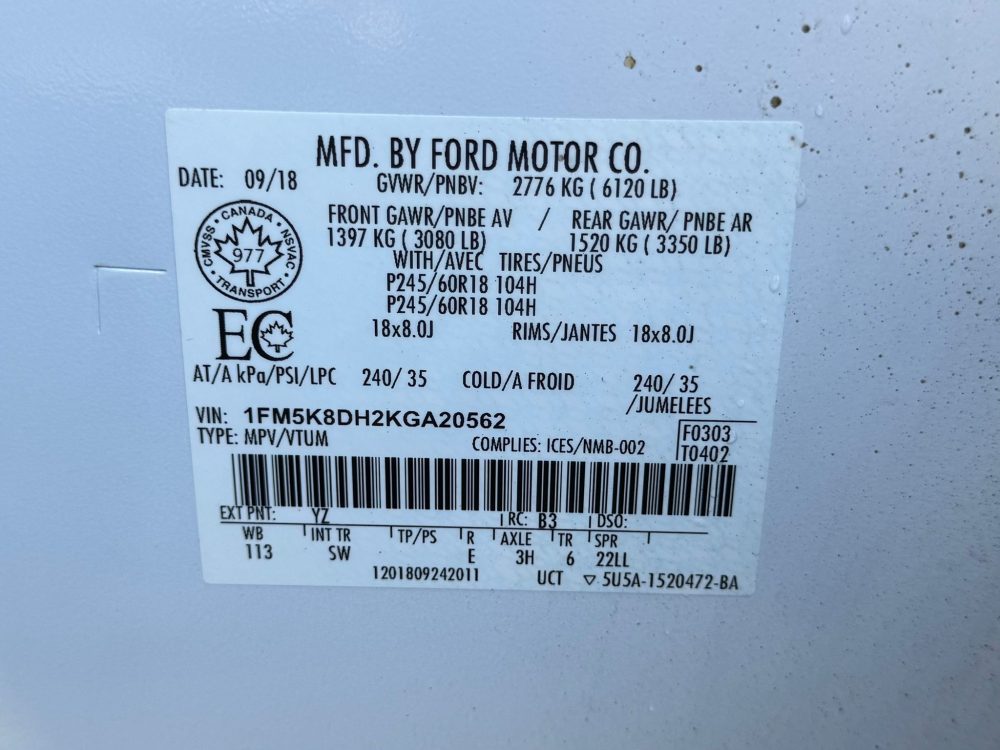 MFD. BY FORD MOTOR CO.
DATE: 09/18
GVWR/PNBV: 2776 KG ( 6120 LB)
FRONT GAWR/PNBE AV / REAR GAWR/ PNBE AR
1397 KG ( 3080 LB) 1520 KG ( 3350 LB)
WITH/AVEC TIRES/PNEUS
P245/60R18 104H
P245/60R18 104H
18x8.0J RIMS/JANTES 18x8.0J
CANADA • NSVAC • TRANSPORT • CMVSS •
977
EC
AT/A kPa/PSI/LPC 240/ 35 COLD/A FROID 240/ 35
/JUMELEES
VIN: 1FM5K8DH2KGA20562
TYPE: MPV/VTUM COMPLIES: ICES/NMB-002
F0303
T0402
EXT PNT: YZ RC: B3 DSO:
WB INT TR TP/PS R AXLE TR SPR
113 SW E 3H 6 22LL
1201809242011 UCT ▽ 5U5A-1520472-BA